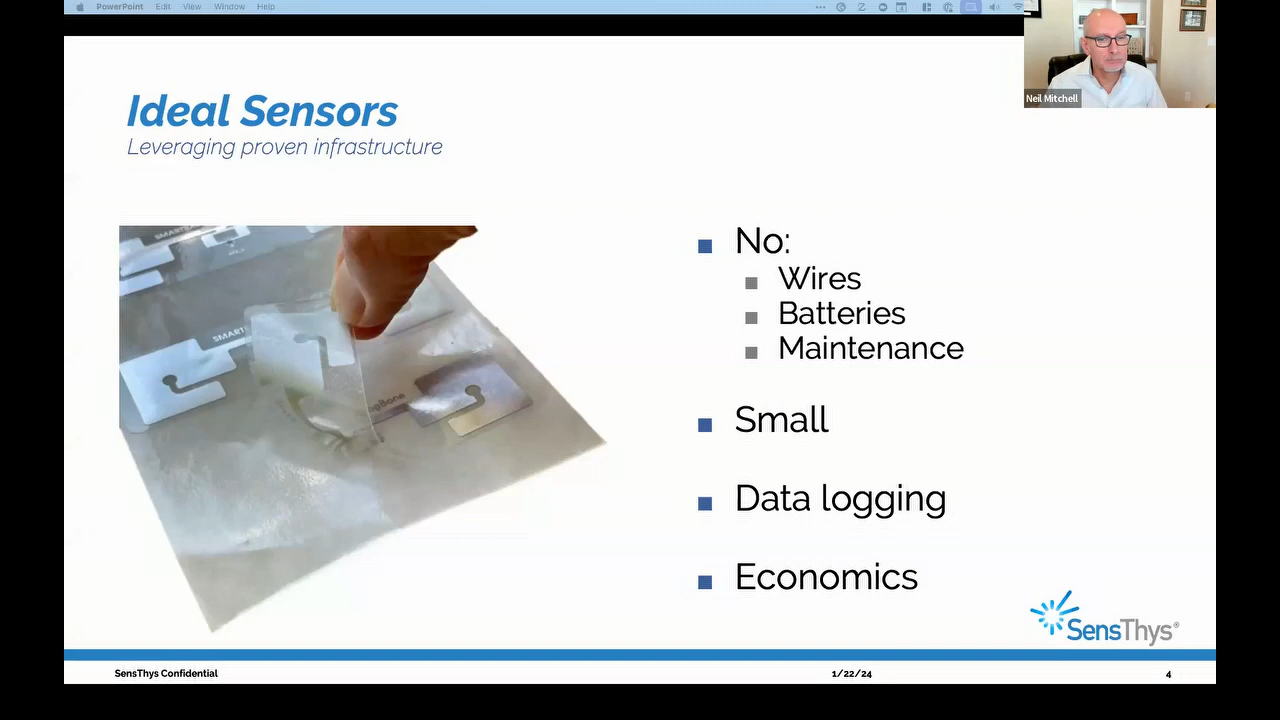 PowerPoint Edit View Window Help
Neil Mitchell
Ideal Sensors
Leveraging proven infrastructure
No:
Wires
Batteries
Maintenance
Small
Data logging
Economics
SensThys®
SensThys Confidential
1/22/24
4